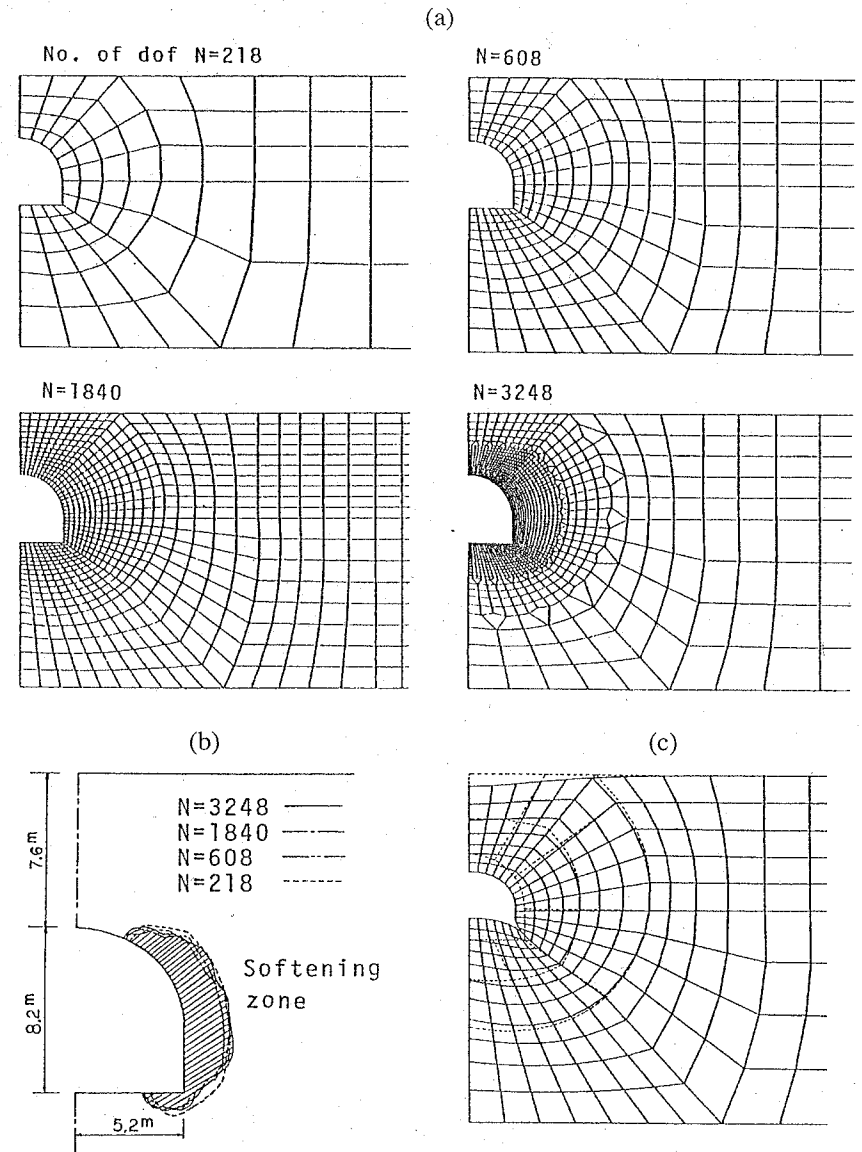 (a)
No. of dof N=218
N=608
N=1840
N=3248
(b)
(c)
N=3248
N=1840
N=608
N=218
7.6m
8.2m
5.2m
Softening
zone